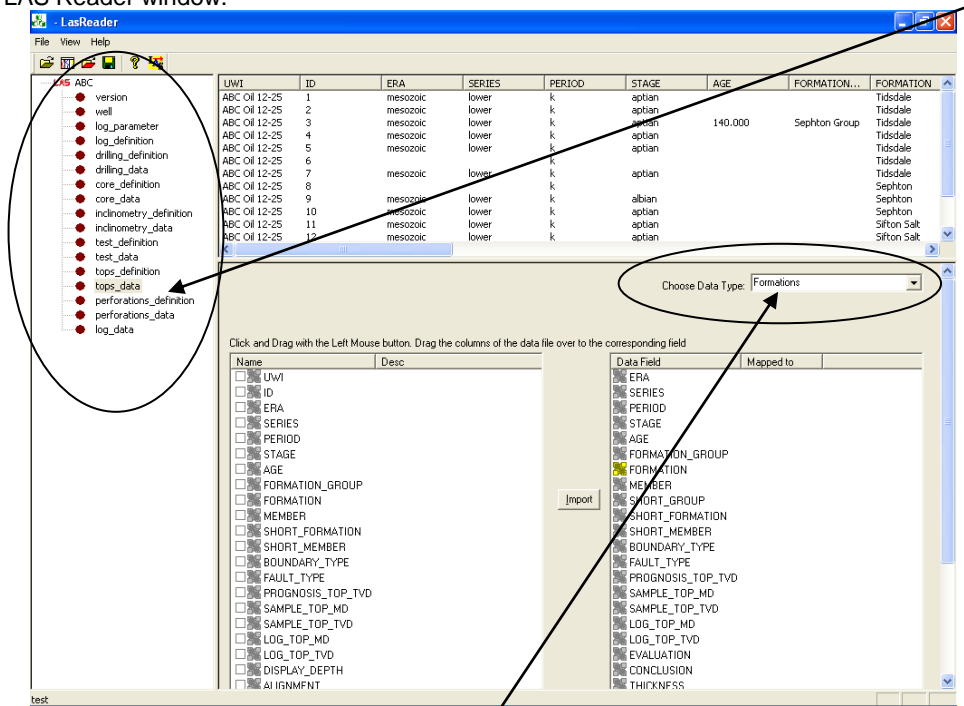 LAS Reader window.
- LasReader
File View Help
LAS ABC
version
well
log_parameter
log_definition
drilling_definition
drilling_data
core_definition
core_data
inclinometry_definition
inclinometry_data
test_definition
test_data
tops_definition
tops_data
perforations_definition
perforations_data
log_data
UWI ID ERA SERIES PERIOD STAGE AGE FORMATION... FORMATION
ABC Oil 12-25 1 mesozoic lower k aptian Tidsdale
ABC Oil 12-25 2 mesozoic lower k aptian Tidsdale
ABC Oil 12-25 3 mesozoic lower k aptian 140.000 Sephton Group Tidsdale
ABC Oil 12-25 4 mesozoic lower k aptian Tidsdale
ABC Oil 12-25 5 mesozoic lower k aptian Tidsdale
ABC Oil 12-25 6 k Tidsdale
ABC Oil 12-25 7 mesozoic lower k aptian Tidsdale
ABC Oil 12-25 8 k Sephton
ABC Oil 12-25 9 mesozoic lower k albian Sephton
ABC Oil 12-25 10 mesozoic lower k aptian Sephton
ABC Oil 12-25 11 mesozoic lower k aptian Sifton Salt
ABC Oil 12-25 12 mesozoic lower k aptian Sifton Salt
Choose Data Type: Formations
Click and Drag with the Left Mouse button. Drag the columns of the data file over to the corresponding field
Name Desc
UWI
ID
ERA
SERIES
PERIOD
STAGE
AGE
FORMATION_GROUP
FORMATION
MEMBER
SHORT_FORMATION
SHORT_MEMBER
BOUNDARY_TYPE
FAULT_TYPE
PROGNOSIS_TOP_TVD
SAMPLE_TOP_MD
SAMPLE_TOP_TVD
LOG_TOP_MD
LOG_TOP_TVD
DISPLAY_DEPTH
ALIGNMENT
Import
Data Field Mapped to
ERA
SERIES
PERIOD
STAGE
AGE
FORMATION_GROUP
FORMATION
MEMBER
SHORT_GROUP
SHORT_FORMATION
SHORT_MEMBER
BOUNDARY_TYPE
FAULT_TYPE
PROGNOSIS_TOP_TVD
SAMPLE_TOP_MD
SAMPLE_TOP_TVD
LOG_TOP_MD
LOG_TOP_TVD
EVALUATION
CONCLUSION
THICKNESS
test